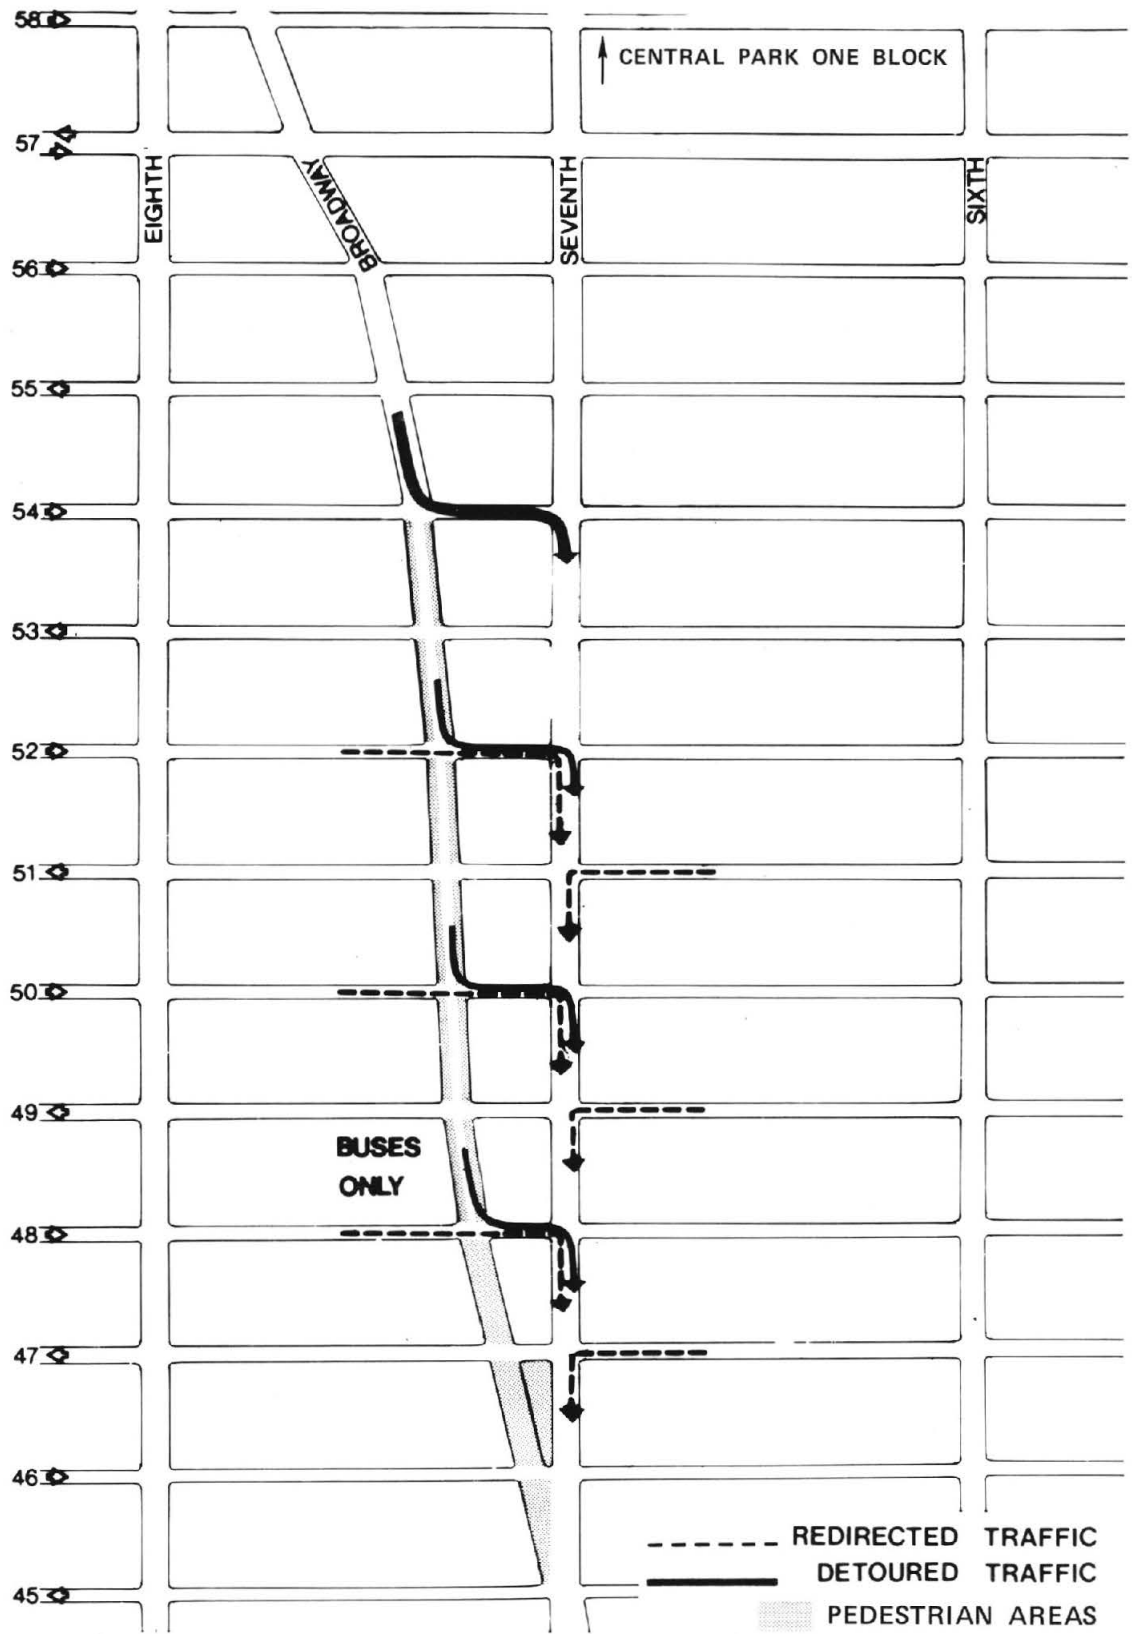 58
CENTRAL PARK ONE BLOCK
57
EIGHTH
BROADWAY
SEVENTH
SIXTH
56
55
54
53
52
51
50
49
BUSES
ONLY
48
47
46
REDIRECTED TRAFFIC
DETOURED TRAFFIC
45
PEDESTRIAN AREAS